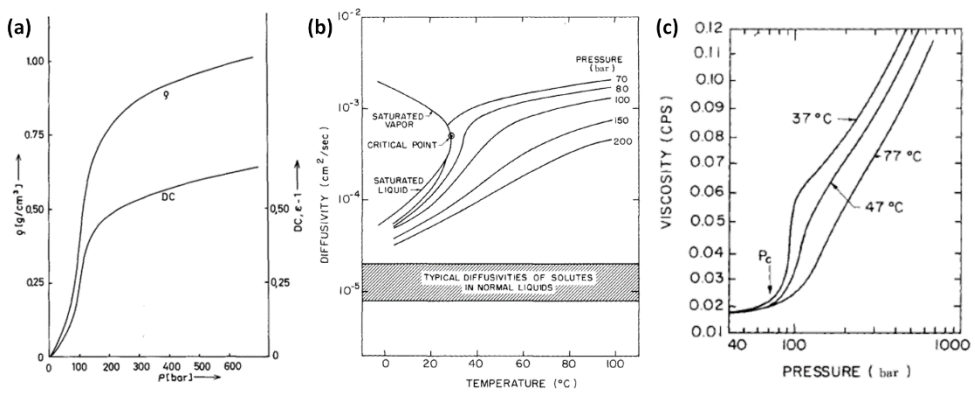 (a)
1.00
0.75
0.50
0.25
0
ϱ[g/cm³]
ϱ
DC
0,50
0,25
0
DC, ε-1
0 100 200 300 400 500 600
P[bar]
(b)
10⁻²
10⁻³
10⁻⁴
10⁻⁵
DIFFUSIVITY (cm²/sec)
PRESSURE
(bar)
70
80
100
150
200
SATURATED
VAPOR
CRITICAL POINT
SATURATED
LIQUID
TYPICAL DIFFUSIVITIES OF SOLUTES
IN NORMAL LIQUIDS
0 20 40 60 80 100
TEMPERATURE (°C)
(c)
0.12
0.10
0.09
0.08
0.07
0.06
0.05
0.04
0.03
0.02
0.01
VISCOSITY (CPS)
37°C
77°C
47°C
Pc
40 100 1000
PRESSURE (bar)